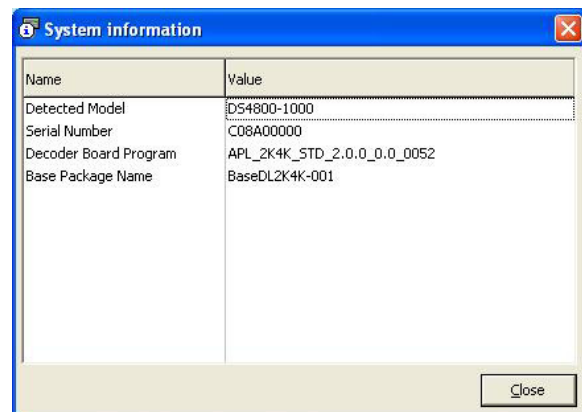 System information
Name Value
Detected Model DS4800-1000
Serial Number C08A00000
Decoder Board Program APL_2K4K_STD_2.0.0_0.0_0052
Base Package Name BaseDL2K4K-001
Close